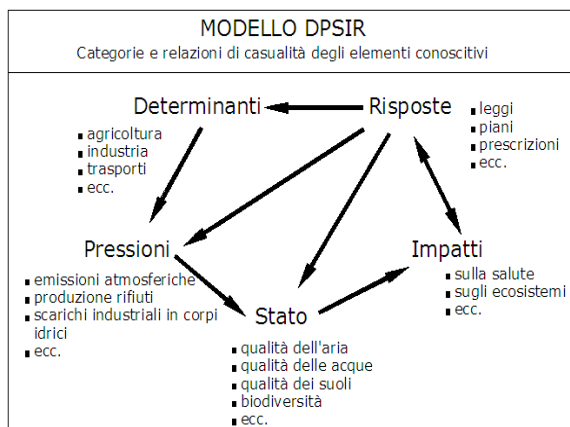 MODELLO DPSIR
Categorie e relazioni di casualità degli elementi conoscitivi
Determinanti
▪ agricoltura
▪ industria
▪ trasporti
▪ ecc.
Risposte
▪ leggi
▪ piani
▪ prescrizioni
▪ ecc.
Pressioni
▪ emissioni atmosferiche
▪ produzione rifiuti
▪ scarichi industriali in corpi
idrici
▪ ecc.
Impatti
▪ sulla salute
▪ sugli ecosistemi
▪ ecc.
Stato
▪ qualità dell'aria
▪ qualità delle acque
▪ qualità dei suoli
▪ biodiversità
▪ ecc.